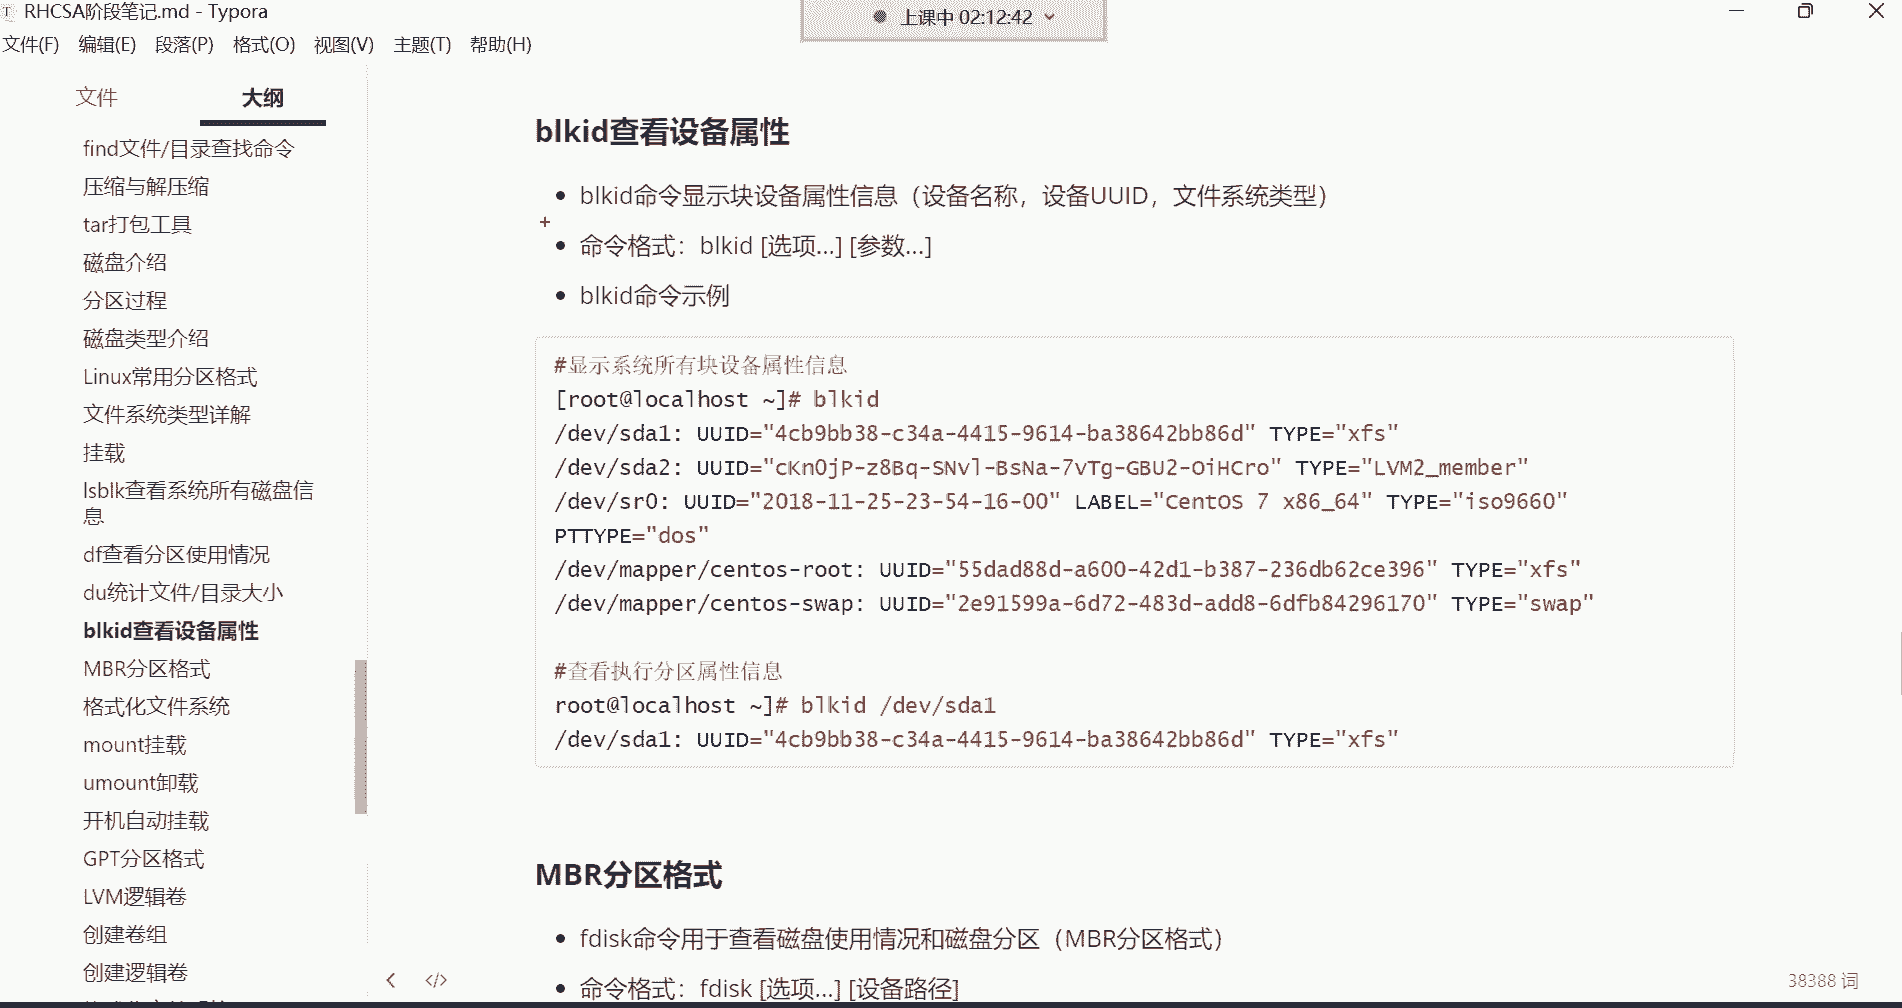 RHCSA阶段笔记.md - Typora
上课中 02:12:42
文件(F) 编辑(E) 段落(P) 格式(O) 视图(V) 主题(T) 帮助(H)
文件 大纲
find文件/目录查找命令
压缩与解压缩
tar打包工具
磁盘介绍
分区过程
磁盘类型介绍
Linux常用分区格式
文件系统类型详解
挂载
lsblk查看系统所有磁盘信
息
df查看分区使用情况
du统计文件/目录大小
blkid查看设备属性
MBR分区格式
格式化文件系统
mount挂载
umount卸载
开机自动挂载
GPT分区格式
LVM逻辑卷
创建卷组
创建逻辑卷
blkid查看设备属性
blkid命令显示块设备属性信息（设备名称，设备UUID，文件系统类型）
命令格式：blkid [选项...] [参数...]
blkid命令示例
#显示系统所有块设备属性信息
[root@localhost ~]# blkid
/dev/sda1: UUID="4cb9bb38-c34a-4415-9614-ba38642bb86d" TYPE="xfs"
/dev/sda2: UUID="cKn0jP-z8Bq-SNvl-BsNa-7vTg-GBU2-OiHCro" TYPE="LVM2_member"
/dev/sr0: UUID="2018-11-25-23-54-16-00" LABEL="CentOS 7 x86_64" TYPE="iso9660"
PTTYPE="dos"
/dev/mapper/centos-root: UUID="55dad88d-a600-42d1-b387-236db62ce396" TYPE="xfs"
/dev/mapper/centos-swap: UUID="2e91599a-6d72-483d-add8-6dfb84296170" TYPE="swap"
#查看执行分区属性信息
root@localhost ~]# blkid /dev/sda1
/dev/sda1: UUID="4cb9bb38-c34a-4415-9614-ba38642bb86d" TYPE="xfs"
MBR分区格式
fdisk命令用于查看磁盘使用情况和磁盘分区（MBR分区格式）
命令格式：fdisk [选项...] [设备路径]
38388 词